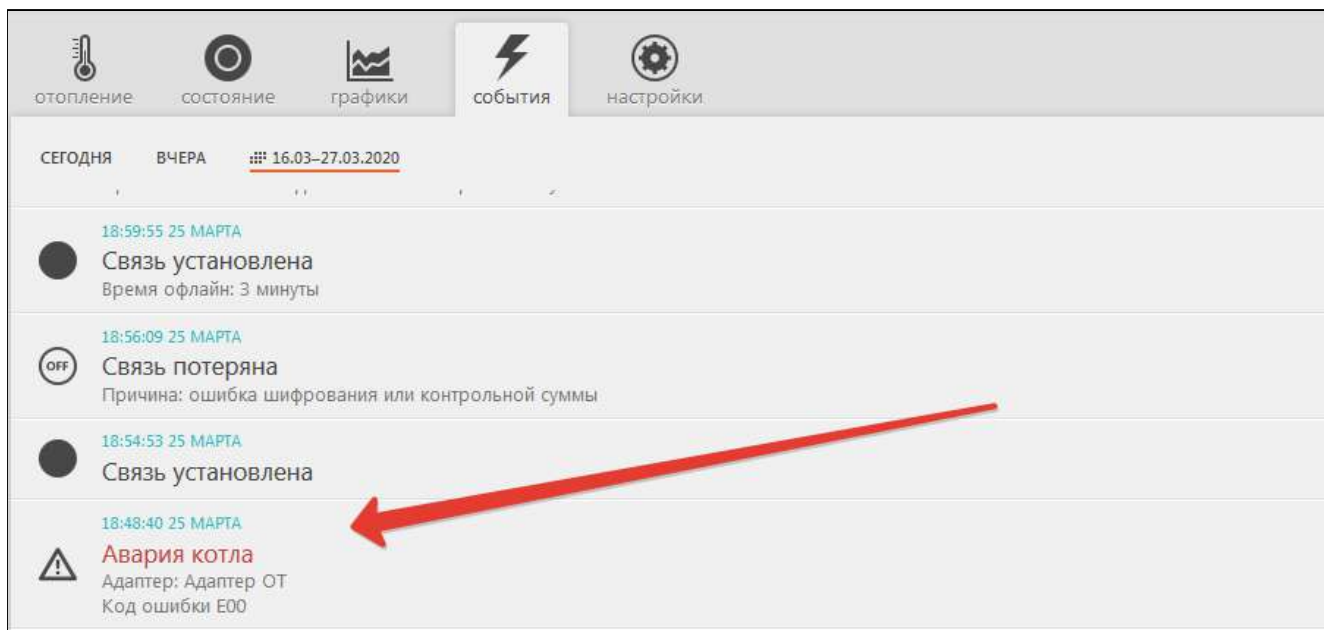 отопление
состояние
графики
события
настройки
СЕГОДНЯ ВЧЕРА 16.03–27.03.2020
18:59:55 25 МАРТА
Связь установлена
Время офлайн: 3 минуты
OFF
18:56:09 25 МАРТА
Связь потеряна
Причина: ошибка шифрования или контрольной суммы
18:54:53 25 МАРТА
Связь установлена
18:48:40 25 МАРТА
Авария котла
Адаптер: Адаптер ОТ
Код ошибки E00